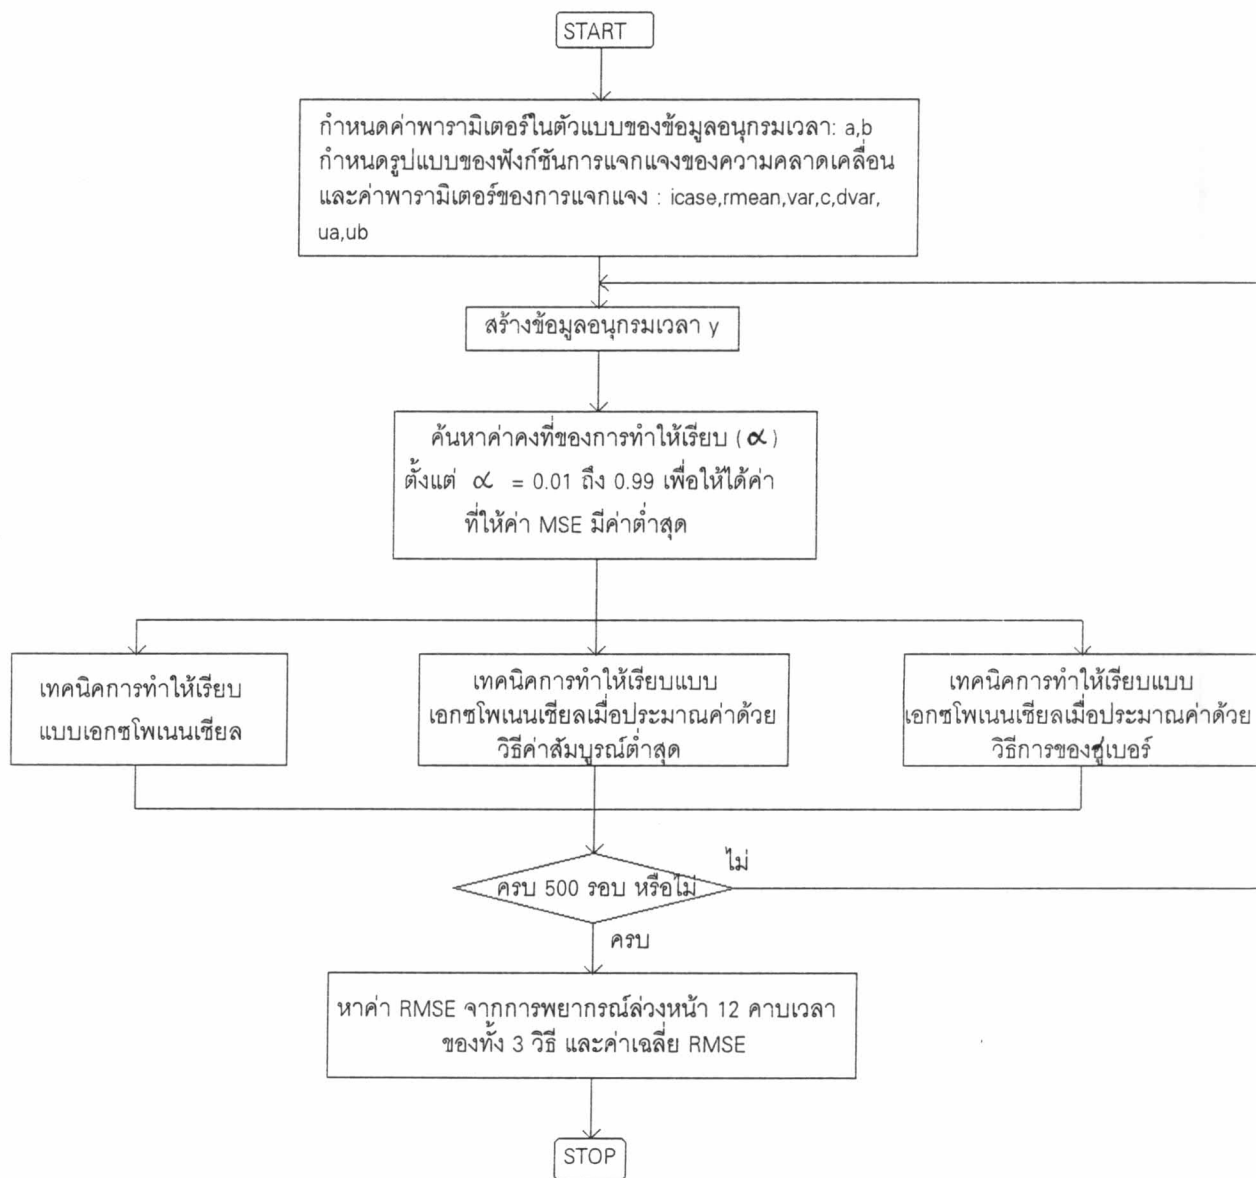 START
กำหนดค่าพารามิเตอร์ในตัวแบบของข้อมูลอนุกรมเวลา: a,b
กำหนดรูปแบบของฟังก์ชันการแจกแจงของความคลาดเคลื่อน
และค่าพารามิเตอร์ของการแจกแจง : icase,rmean,var,c,dvar,
ua,ub
สร้างข้อมูลอนุกรมเวลา y
ค้นหาค่าคงที่ของการทำให้เรียบ (α)
ตั้งแต่ α = 0.01 ถึง 0.99 เพื่อให้ได้ค่า
ที่ให้ค่า MSE มีค่าต่ำสุด
เทคนิคการทำให้เรียบ
แบบเอกซโพเนนเชียล
เทคนิคการทำให้เรียบแบบ
เอกซโพเนนเชียลเมื่อประมาณค่าด้วย
วิธีค่าสัมบูรณ์ต่ำสุด
เทคนิคการทำให้เรียบแบบ
เอกซโพเนนเชียลเมื่อประมาณค่าด้วย
วิธีการของฮูเบอร์
ไม่
ครบ 500 รอบ หรือไม่
ครบ
หาค่า RMSE จากการพยากรณ์ล่วงหน้า 12 คาบเวลา
ของทั้ง 3 วิธี และค่าเฉลี่ย RMSE
STOP